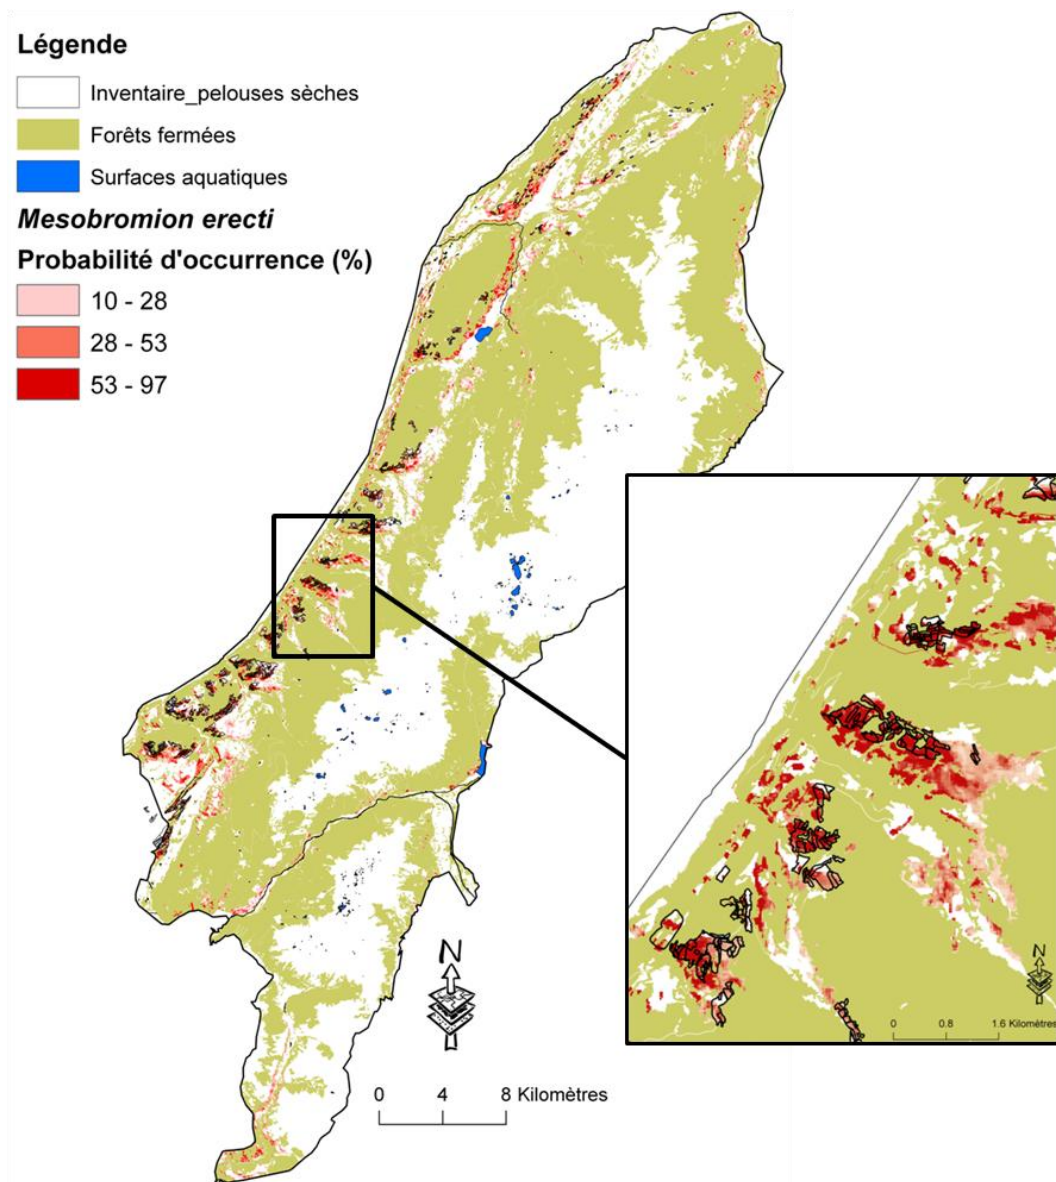 Légende
Inventaire_pelouses sèches
Forêts fermées
Surfaces aquatiques
Mesobromion erecti
Probabilité d'occurrence (%)
10 - 28
28 - 53
53 - 97
N
0 4 8 Kilomètres
N
0 0.8 1.6 Kilomètres